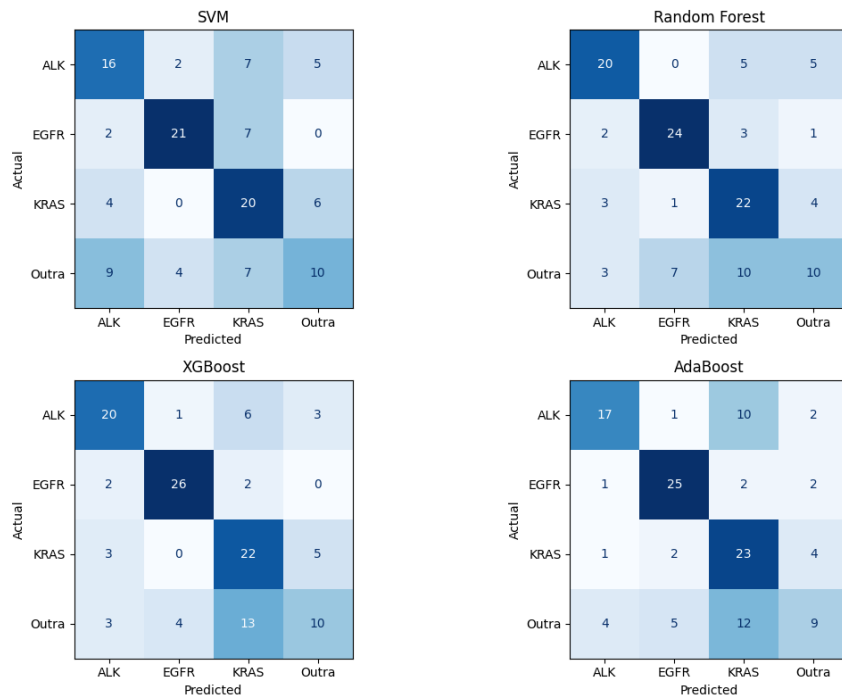 SVM
Actual
ALK 16 2 7 5
EGFR 2 21 7 0
KRAS 4 0 20 6
Outra 9 4 7 10
ALK EGFR KRAS Outra
Predicted
Random Forest
Actual
ALK 20 0 5 5
EGFR 2 24 3 1
KRAS 3 1 22 4
Outra 3 7 10 10
ALK EGFR KRAS Outra
Predicted
XGBoost
Actual
ALK 20 1 6 3
EGFR 2 26 2 0
KRAS 3 0 22 5
Outra 3 4 13 10
ALK EGFR KRAS Outra
Predicted
AdaBoost
Actual
ALK 17 1 10 2
EGFR 1 25 2 2
KRAS 1 2 23 4
Outra 4 5 12 9
ALK EGFR KRAS Outra
Predicted